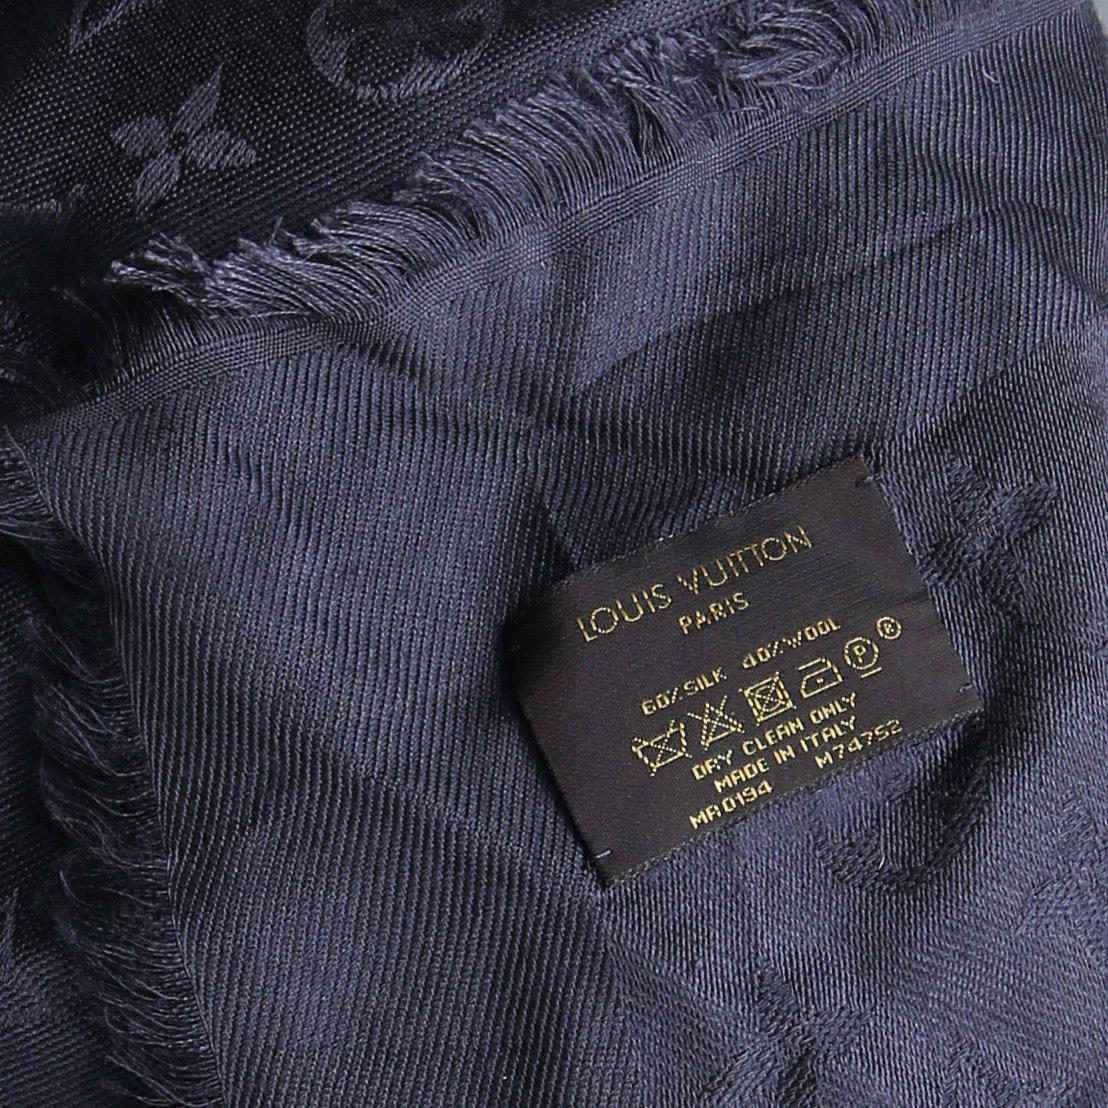 LOUIS VUITTON
PARIS
60% SILK 40% WOOL
P ®
DRY CLEAN ONLY
MADE IN ITALY
MR0194 M74752